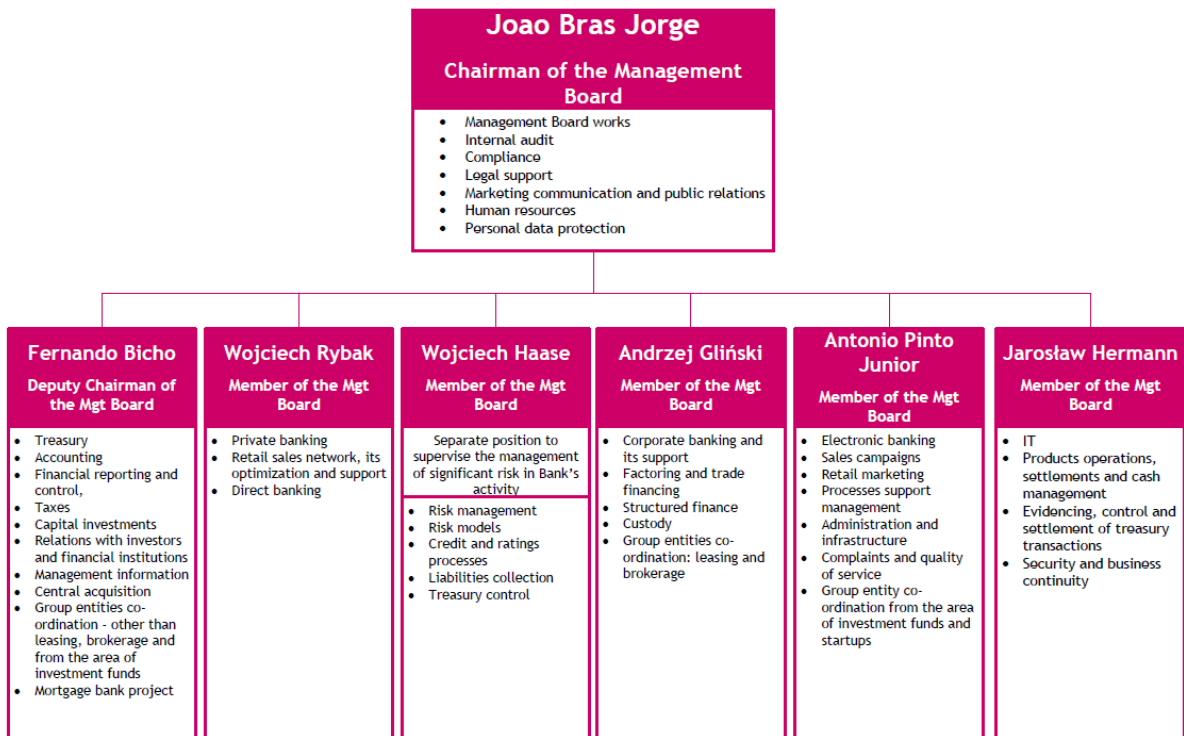 Joao Bras Jorge
Chairman of the Management
Board
• Management Board works
• Internal audit
• Compliance
• Legal support
• Marketing communication and public relations
• Human resources
• Personal data protection
Fernando Bicho
Deputy Chairman of
the Mgt Board
• Treasury
• Accounting
• Financial reporting and
control,
• Taxes
• Capital investments
• Relations with investors
and financial institutions
• Management information
• Central acquisition
• Group entities co-
ordination - other than
leasing, brokerage and
from the area of
investment funds
• Mortgage bank project
Wojciech Rybak
Member of the Mgt
Board
• Private banking
• Retail sales network, its
optimization and support
• Direct banking
Wojciech Haase
Member of the Mgt
Board
Separate position to
supervise the management
of significant risk in Bank's
activity
• Risk management
• Risk models
• Credit and ratings
processes
• Liabilities collection
• Treasury control
Andrzej Gliński
Member of the Mgt
Board
• Corporate banking and
its support
• Factoring and trade
financing
• Structured finance
• Custody
• Group entities co-
ordination: leasing and
brokerage
Antonio Pinto
Junior
Member of the Mgt
Board
• Electronic banking
• Sales campaigns
• Retail marketing
• Processes support
management
• Administration and
infrastructure
• Complaints and quality
of service
• Group entity co-
ordination from the area
of investment funds and
startups
Jarosław Hermann
Member of the Mgt
Board
• IT
• Products operations,
settlements and cash
management
• Evidencing, control and
settlement of treasury
transactions
• Security and business
continuity